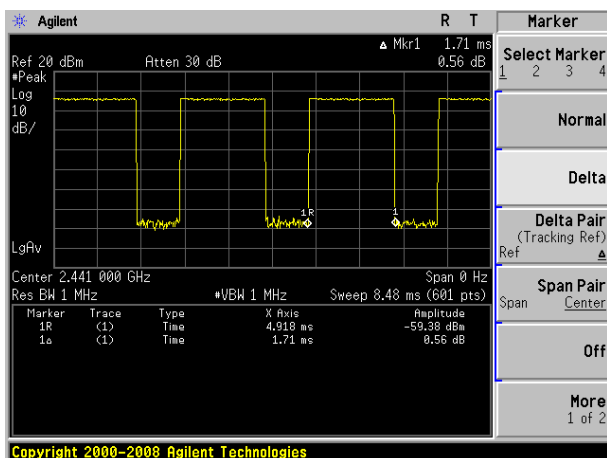 Agilent R T Marker
Δ Mkr1 1.71 ms
Ref 20 dBm Atten 30 dB 0.56 dB
#Peak
Log
10
dB/
1R
1
LgAv
Center 2.441 000 GHz Span 0 Hz
Res BW 1 MHz #VBW 1 MHz Sweep 8.48 ms (601 pts)
Marker Trace Type X Axis Amplitude
1R (1) Time 4.918 ms -59.38 dBm
1Δ (1) Time 1.71 ms 0.56 dB
Copyright 2000-2008 Agilent Technologies
Select Marker
1 2 3 4
Normal
Delta
Delta Pair
(Tracking Ref)
Ref Δ
Span Pair
Span Center
Off
More
1 of 2